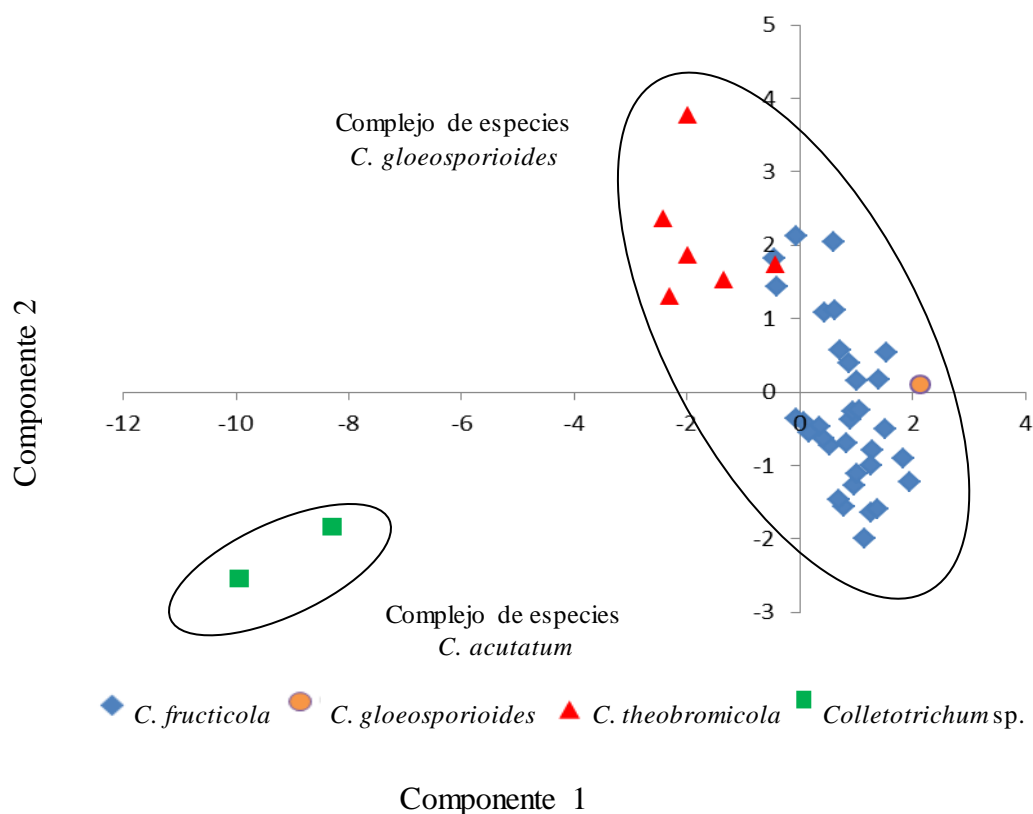 5
Complejo de especies
C. gloeosporioides
4
3
2
1
0
Componente 2
-12 -10 -8 -6 -4 -2 0 2 4
-1
-2
-3
Complejo de especies
C. acutatum
C. fructicola C. gloeosporioides C. theobromicola Colletotrichum sp.
Componente 1